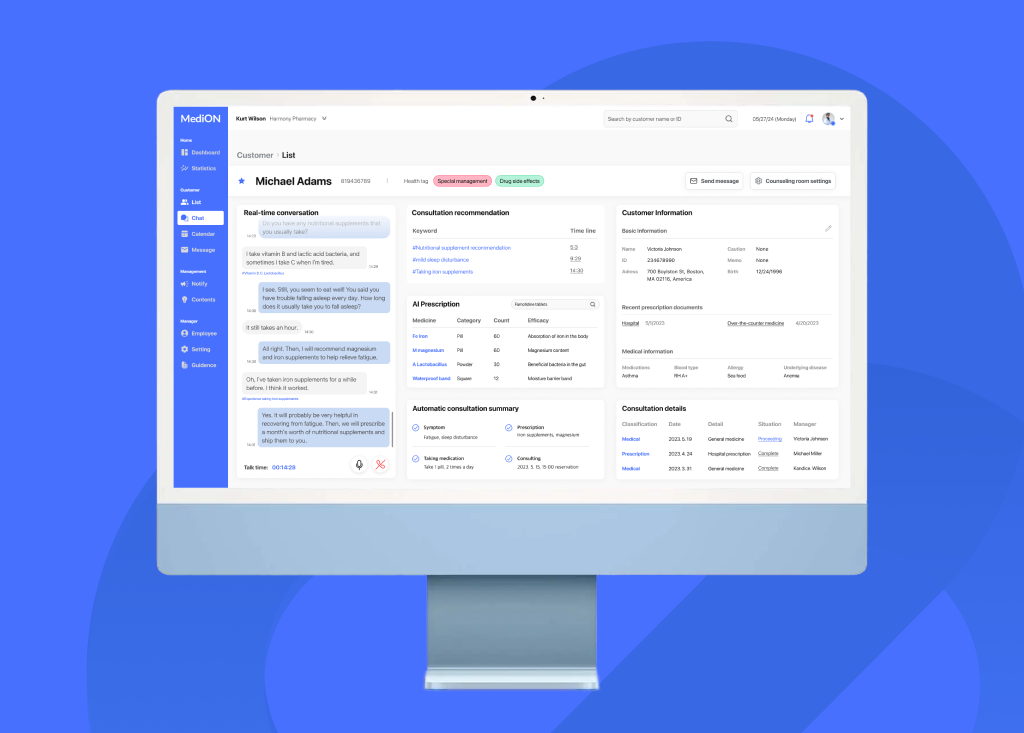 MediON
Kurt Wilson Harmony Pharmacy
Search by customer name or ID
05/27/24 (Monday)
Home
Dashboard
Statistics
Customer
List
Chat
Calendar
Message
Management
Notify
Contents
Manager
Employee
Setting
Guidence
Customer List
Michael Adams 819436789
Health tag Special management Drug side effects
Send message
Counseling room settings
Real-time conversation
Do you have any nutritional supplements that
you usually take?
I take vitamin B and lactic acid bacteria, and
sometimes I take C when I'm tired.
#Vitamin B C, Lactobacillus
I see. Still, you seem to eat well! You said you
have trouble falling asleep every day. How long
does it usually take you to fall asleep?
It still takes an hour.
14:30
All right. Then, I will recommend magnesium
and iron supplements to help relieve fatigue.
Oh, I've taken iron supplements for a while
before. I think it worked.
#Experience taking iron supplements
Yes. It will probably be very helpful in
recovering from fatigue. Then, we will prescribe
a month's worth of nutritional supplements and
ship them to you.
Talk time: 00:14:28
Consultation recommendation
Keyword Time line
#Nutritional supplement recommendation 5:3
#mild sleep disturbance 9:29
#Taking iron supplements 14:30
AI Prescription
Famotidine tablets
Medicine Category Count Efficacy
Fe Iron Pill 60 Absorption of iron in the body
M magnesium Pill 60 Magnesium content
A Lactobacillus Powder 30 Beneficial bacteria in the gut
Waterproof band Square 12 Moisture barrier band
Automatic consultation summary
Symptom
Fatigue, sleep disturbance
Prescription
Iron supplements, magnesium
Taking medication
Take 1 pill, 2 times a day
Consulting
2023. 5. 15. 15:00 reservation
Customer Information
Basic Information
Name Victoria Johnson Caution None
ID 234678990 Memo. None
Adress 700 Boylston St, Boston,
MA 02116, America
Birth 12/24/1996
Recent prescription documents
Hospital 5/1/2023 Over-the-counter medicine 4/20/2023
Medical Information
Medications Blood type Allergy Underlying disease
Asthma RH A+ Sea food Anemia
Consultation details
Classification Date Detail Situation Manager
Medical 2023.5.19 General medicine Proceeding Victoria Johnson
Prescription 2023.4.24 Hospital prescription Complete Michael Miller
Medical 2023.3.31 General medicine Complete Kandice. Wilson